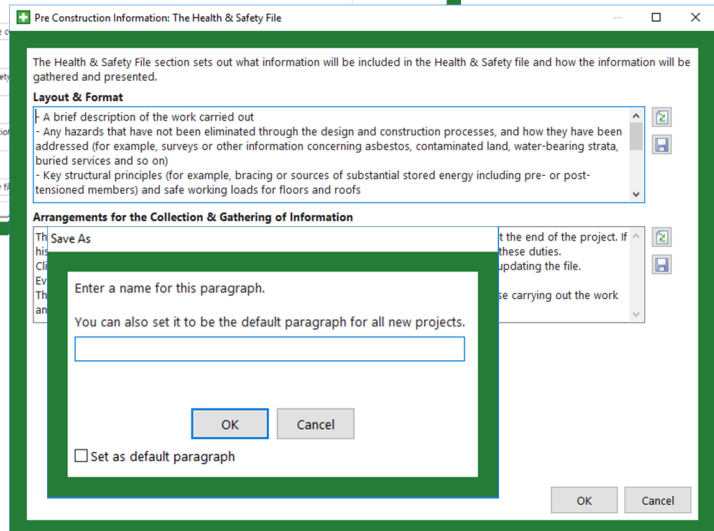 Pre Construction Information: The Health & Safety File
The Health & Safety File section sets out what information will be included in the Health & Safety file and how the information will be
gathered and presented.
Layout & Format
- A brief description of the work carried out
- Any hazards that have not been eliminated through the design and construction processes, and how they have been
addressed (for example, surveys or other information concerning asbestos, contaminated land, water-bearing strata,
buried services and so on)
- Key structural principles (for example, bracing or sources of substantial stored energy including pre- or post-
tensioned members) and safe working loads for floors and roofs
Arrangements for the Collection & Gathering of Information
Th
t the end of the project. If
his
these duties.
Cli
updating the file.
Ev
Th
se carrying out the work
an
Save As
Enter a name for this paragraph.
You can also set it to be the default paragraph for all new projects.
OK
Cancel
Set as default paragraph
OK
Cancel